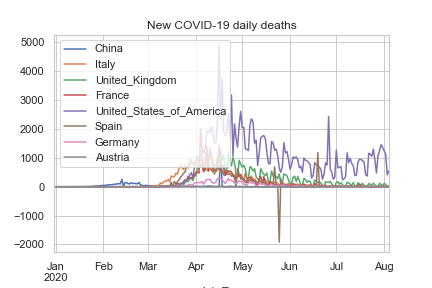 New COVID-19 daily deaths
5000
4000
3000
2000
1000
0
−1000
−2000
China
Italy
United_Kingdom
France
United_States_of_America
Spain
Germany
Austria
Jan
2020
Feb
Mar
Apr
May
Jun
Jul
Aug